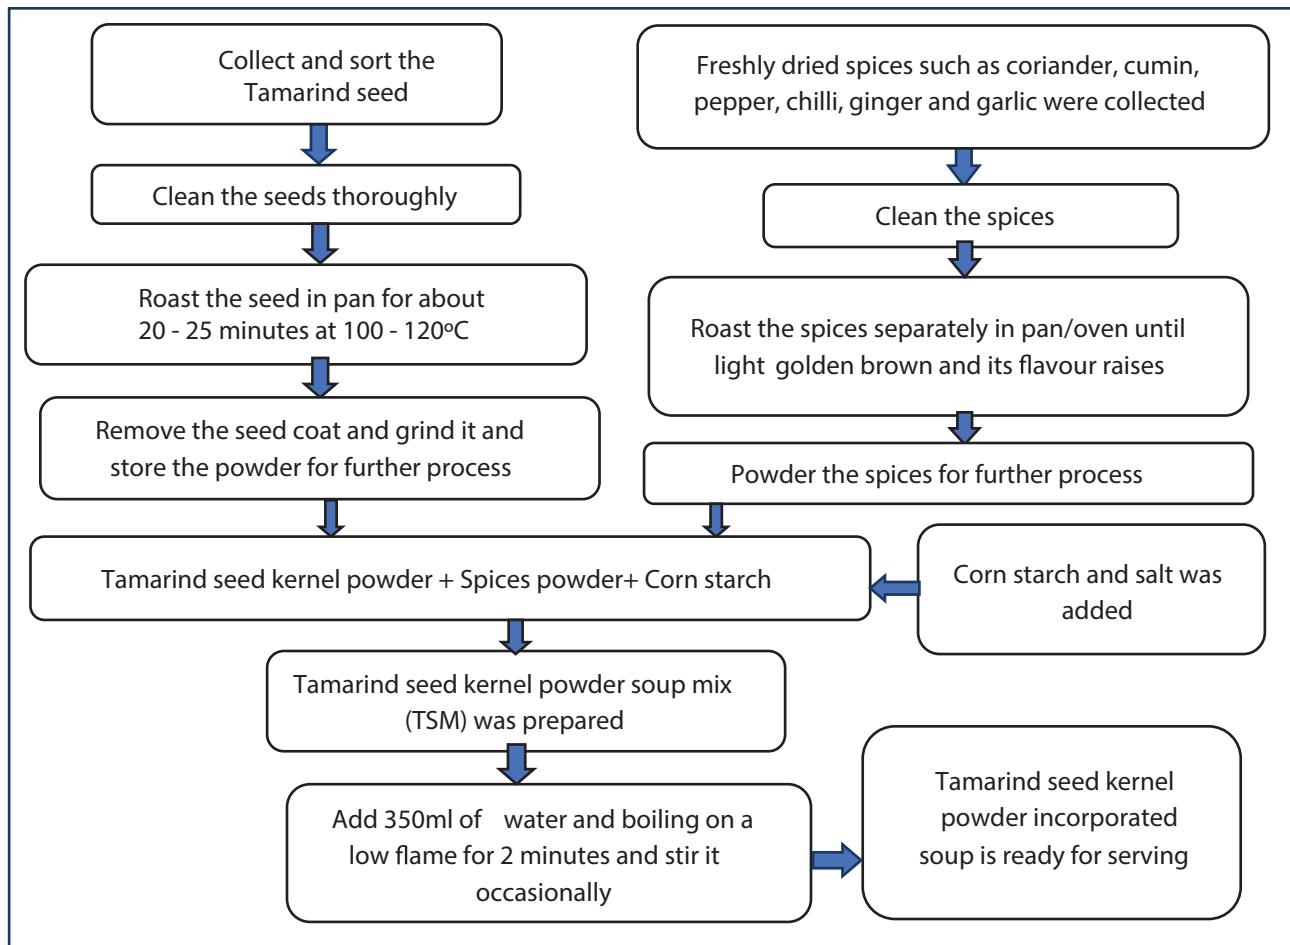 Collect and sort the
Tamarind seed
Clean the seeds thoroughly
Roast the seed in pan for about
20 - 25 minutes at 100 - 120ºC
Remove the seed coat and grind it and
store the powder for further process
Freshly dried spices such as coriander, cumin,
pepper, chilli, ginger and garlic were collected
Clean the spices
Roast the spices separately in pan/oven until
light golden brown and its flavour raises
Powder the spices for further process
Tamarind seed kernel powder + Spices powder+ Corn starch
Corn starch and salt was
added
Tamarind seed kernel powder soup mix
(TSM) was prepared
Add 350ml of water and boiling on a
low flame for 2 minutes and stir it
occasionally
Tamarind seed kernel
powder incorporated
soup is ready for serving